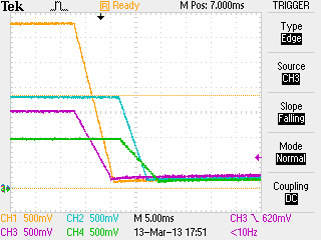 Tek R Ready M Pos: 7.000ms TRIGGER
Type
Edge
Source
CH3
Slope
Falling
Mode
Normal
Coupling
DC
CH1 500mV CH2 500mV M 5.00ms CH3 \ 620mV
CH3 500mV CH4 500mV 13-Mar-13 17:51 <10Hz